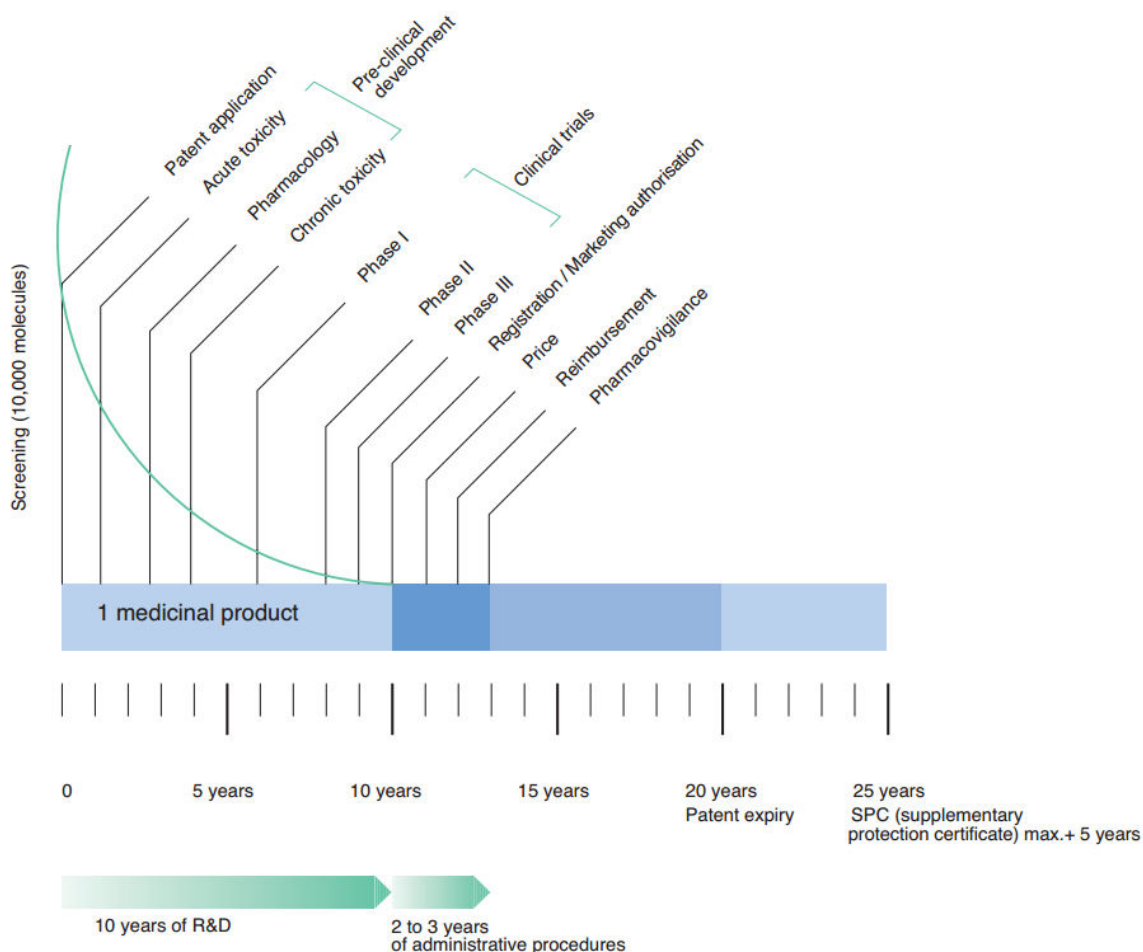 Pre-clinical
development
Patent application
Acute toxicity
Pharmacology
Chronic toxicity
Clinical trials
Phase I
Phase II
Phase III
Registration / Marketing authorisation
Price
Reimbursement
Pharmacovigilance
Screening (10,000 molecules)
1 medicinal product
0
5 years
10 years
15 years
20 years
Patent expiry
25 years
SPC (supplementary
protection certificate) max.+ 5 years
10 years of R&D
2 to 3 years
of administrative procedures